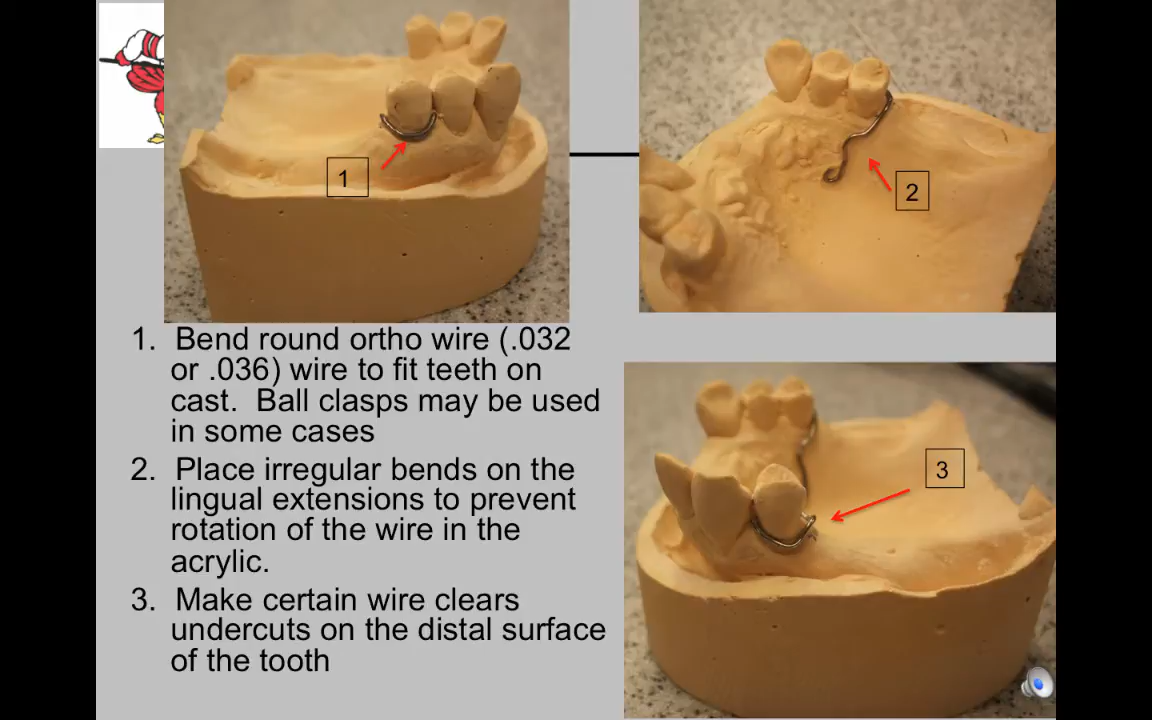 1
2
1. Bend round ortho wire (.032
or .036) wire to fit teeth on
cast. Ball clasps may be used
in some cases
2. Place irregular bends on the
lingual extensions to prevent
rotation of the wire in the
acrylic.
3. Make certain wire clears
undercuts on the distal surface
of the tooth
3